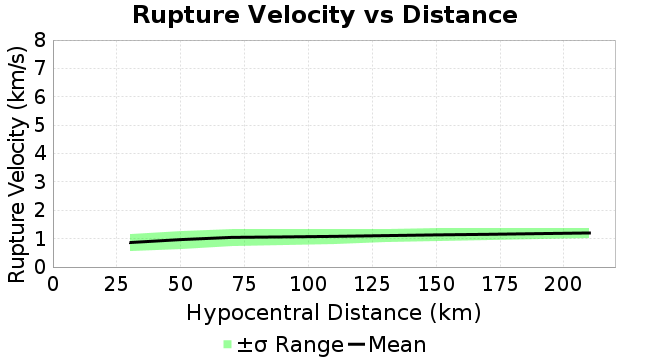 Rupture Velocity vs Distance
Rupture Velocity (km/s)
8
7
6
5
4
3
2
1
0
0 25 50 75 100 125 150 175 200
Hypocentral Distance (km)
±σ Range Mean